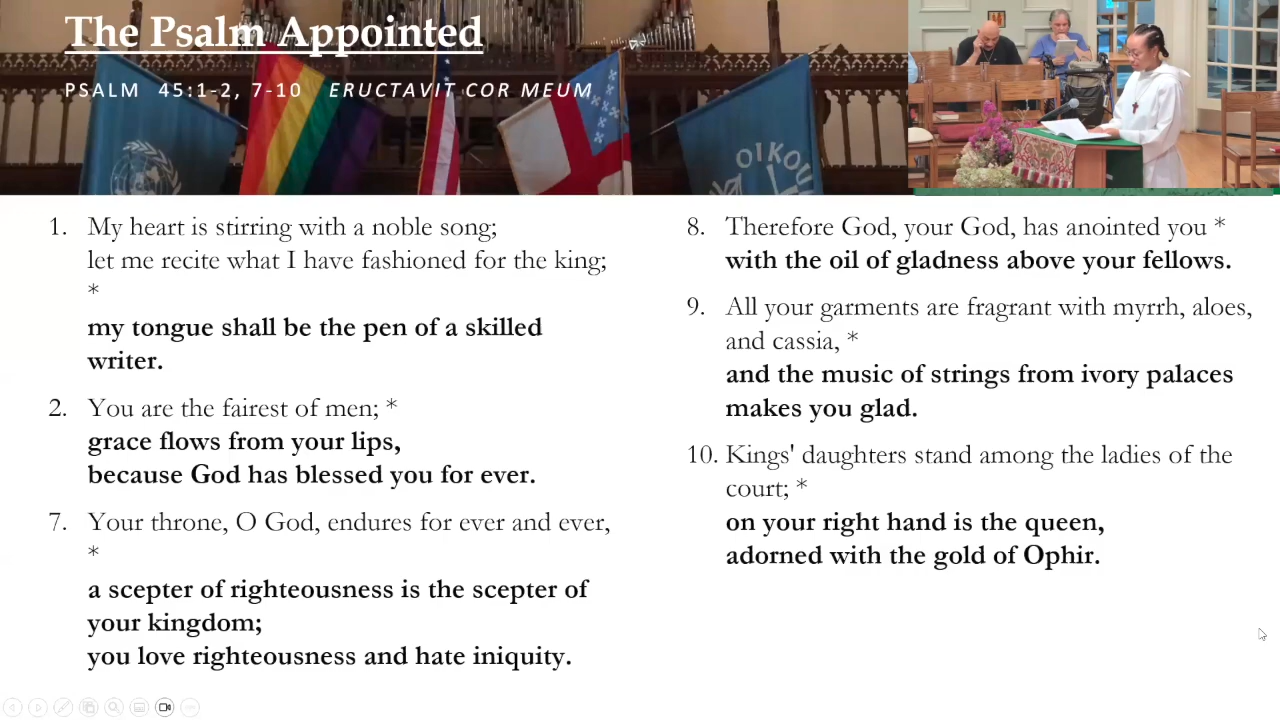 The Psalm Appointed
PSALM 45:1-2, 7-10 ERUCTAVIT COR MEUM
OIKOU
1. My heart is stirring with a noble song;
let me recite what I have fashioned for the king;
*
my tongue shall be the pen of a skilled
writer.
2. You are the fairest of men; *
grace flows from your lips,
because God has blessed you for ever.
7. Your throne, O God, endures for ever and ever,
*
a scepter of righteousness is the scepter of
your kingdom;
you love righteousness and hate iniquity.
8. Therefore God, your God, has anointed you *
with the oil of gladness above your fellows.
9. All your garments are fragrant with myrrh, aloes,
and cassia, *
and the music of strings from ivory palaces
makes you glad.
10. Kings' daughters stand among the ladies of the
court; *
on your right hand is the queen,
adorned with the gold of Ophir.